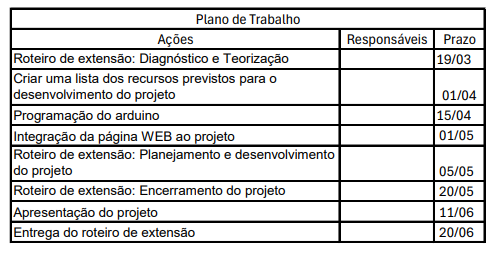 Plano de Trabalho
Ações Responsáveis Prazo
Roteiro de extensão: Diagnóstico e Teorização 19/03
Criar uma lista dos recursos previstos para o
desenvolvimento do projeto 01/04
Programação do arduino 15/04
Integração da página WEB ao projeto 01/05
Roteiro de extensão: Planejamento e desenvolvimento
do projeto 05/05
Roteiro de extensão: Encerramento do projeto 20/05
Apresentação do projeto 11/06
Entrega do roteiro de extensão 20/06